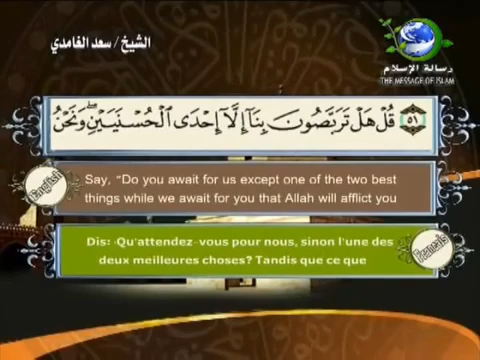 الشيخ / سعد الغامدي
رسالة الإسلام
THE MESSAGE OF ISLAM
٥١ قُلْ هَلْ تَرَبَّصُونَ بِنَآ إِلَّآ إِحْدَى ٱلْحُسْنَيَيْنِ ۖ وَنَحْنُ
English
Say, "Do you await for us except one of the two best
things while we await for you that Allah will afflict you
Dis: «Qu'attendez-vous pour nous, sinon l'une des
deux meilleures choses? Tandis que ce que
Francais